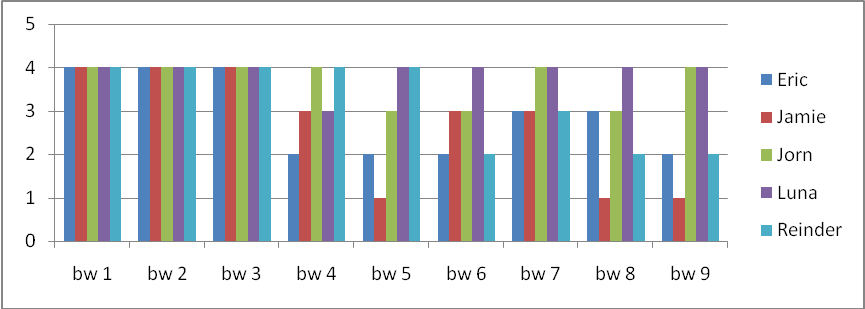 5
4
3
2
1
0
bw 1 bw 2 bw 3 bw 4 bw 5 bw 6 bw 7 bw 8 bw 9
Eric
Jamie
Jorn
Luna
Reinder